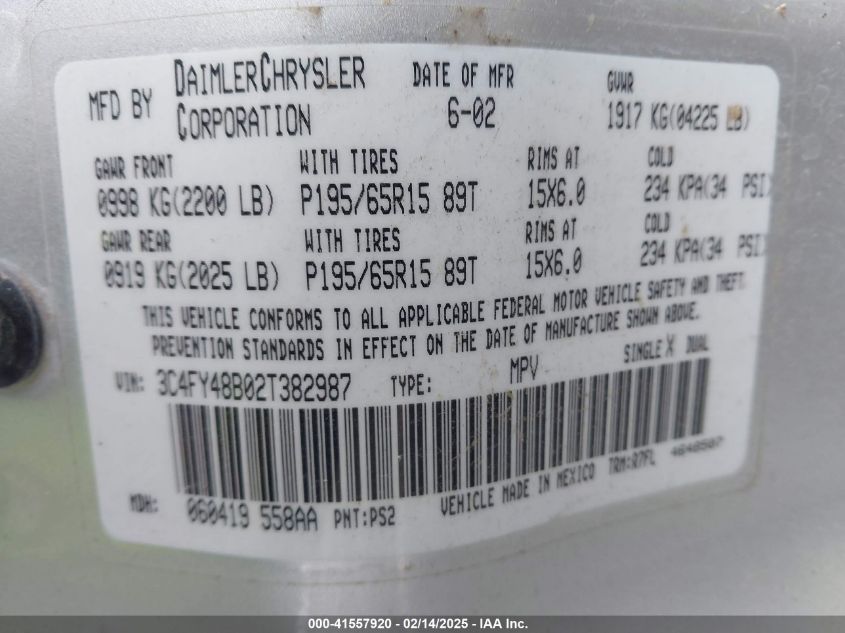 MFD BY DAIMLERCHRYSLER CORPORATION DATE OF MFR 6-02 GVWR 1917 KG(04225 LB)
GAWR FRONT WITH TIRES RIMS AT COLD
0998 KG(2200 LB) P195/65R15 89T 15X6.0 234 KPA(34 PSI)
GAWR REAR WITH TIRES RIMS AT COLD
0919 KG(2025 LB) P195/65R15 89T 15X6.0 234 KPA(34 PSI)
THIS VEHICLE CONFORMS TO ALL APPLICABLE FEDERAL MOTOR VEHICLE SAFETY AND THEFT
PREVENTION STANDARDS IN EFFECT ON THE DATE OF MANUFACTURE SHOWN ABOVE.
VIN: 3C4FY48B02T382987 TYPE: MPV SINGLE X DUAL
MDH: 060419 558AA PNT:PS2 VEHICLE MADE IN MEXICO TRM:R7FL 4848507
000-41557920 - 02/14/2025 - IAA Inc.